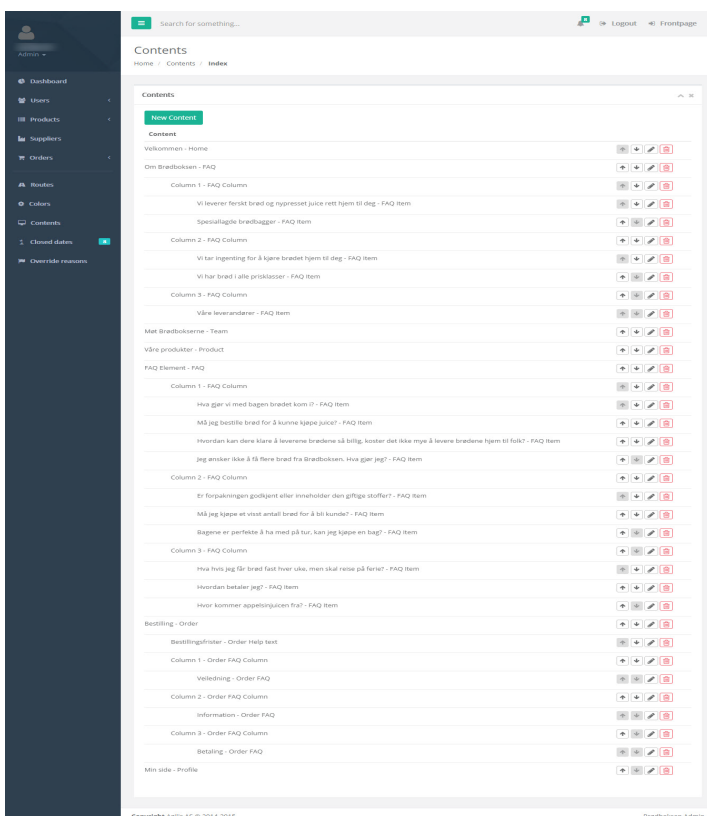 Search for something...
Logout
Frontpage
Admin
Contents
Home / Contents / Index
Dashboard
Users
Products
Suppliers
Orders
Routes
Colors
Contents
Closed dates
Override reasons
Contents
New Content
Content
Velkommen - Home
Om Brødboksen - FAQ
Column 1 - FAQ Column
Vi leverer ferskt brød og nypresset juice rett hjem til deg - FAQ Item
Spesiallagde brødbagger - FAQ Item
Column 2 - FAQ Column
Vi tar ingenting for å kjøre brødet hjem til deg - FAQ Item
Vi har brød i alle prisklasser - FAQ Item
Column 3 - FAQ Column
Våre leverandører - FAQ Item
Møt Brødbokserne - Team
Våre produkter - Product
FAQ Element - FAQ
Column 1 - FAQ Column
Hva gjør vi med bagen brødet kom i? - FAQ Item
Må jeg bestille brød for å kunne kjøpe juice? - FAQ Item
Hvordan kan dere klare å leverene brødene så billig, koster det ikke mye å levere brødene hjem til folk? - FAQ Item
Jeg ønsker ikke å få flere brød fra Brødboksen. Hva gjør jeg? - FAQ Item
Column 2 - FAQ Column
Er forpakningen godkjent eller inneholder den giftige stoffer? - FAQ Item
Må jeg kjøpe et visst antall brød for å bli kunde? - FAQ Item
Bagene er perfekte å ha med på tur, kan jeg kjøpe en bag? - FAQ Item
Column 3 - FAQ Column
Hva hvis jeg får brød fast hver uke, men skal reise på ferie? - FAQ Item
Hvordan betaler jeg? - FAQ Item
Hvor kommer appelsinjuicen fra? - FAQ Item
Bestilling - Order
Bestillingsfrister - Order Help text
Column 1 - Order FAQ Column
Veiledning - Order FAQ
Column 2 - Order FAQ Column
Information - Order FAQ
Column 3 - Order FAQ Column
Betaling - Order FAQ
Min side - Profile